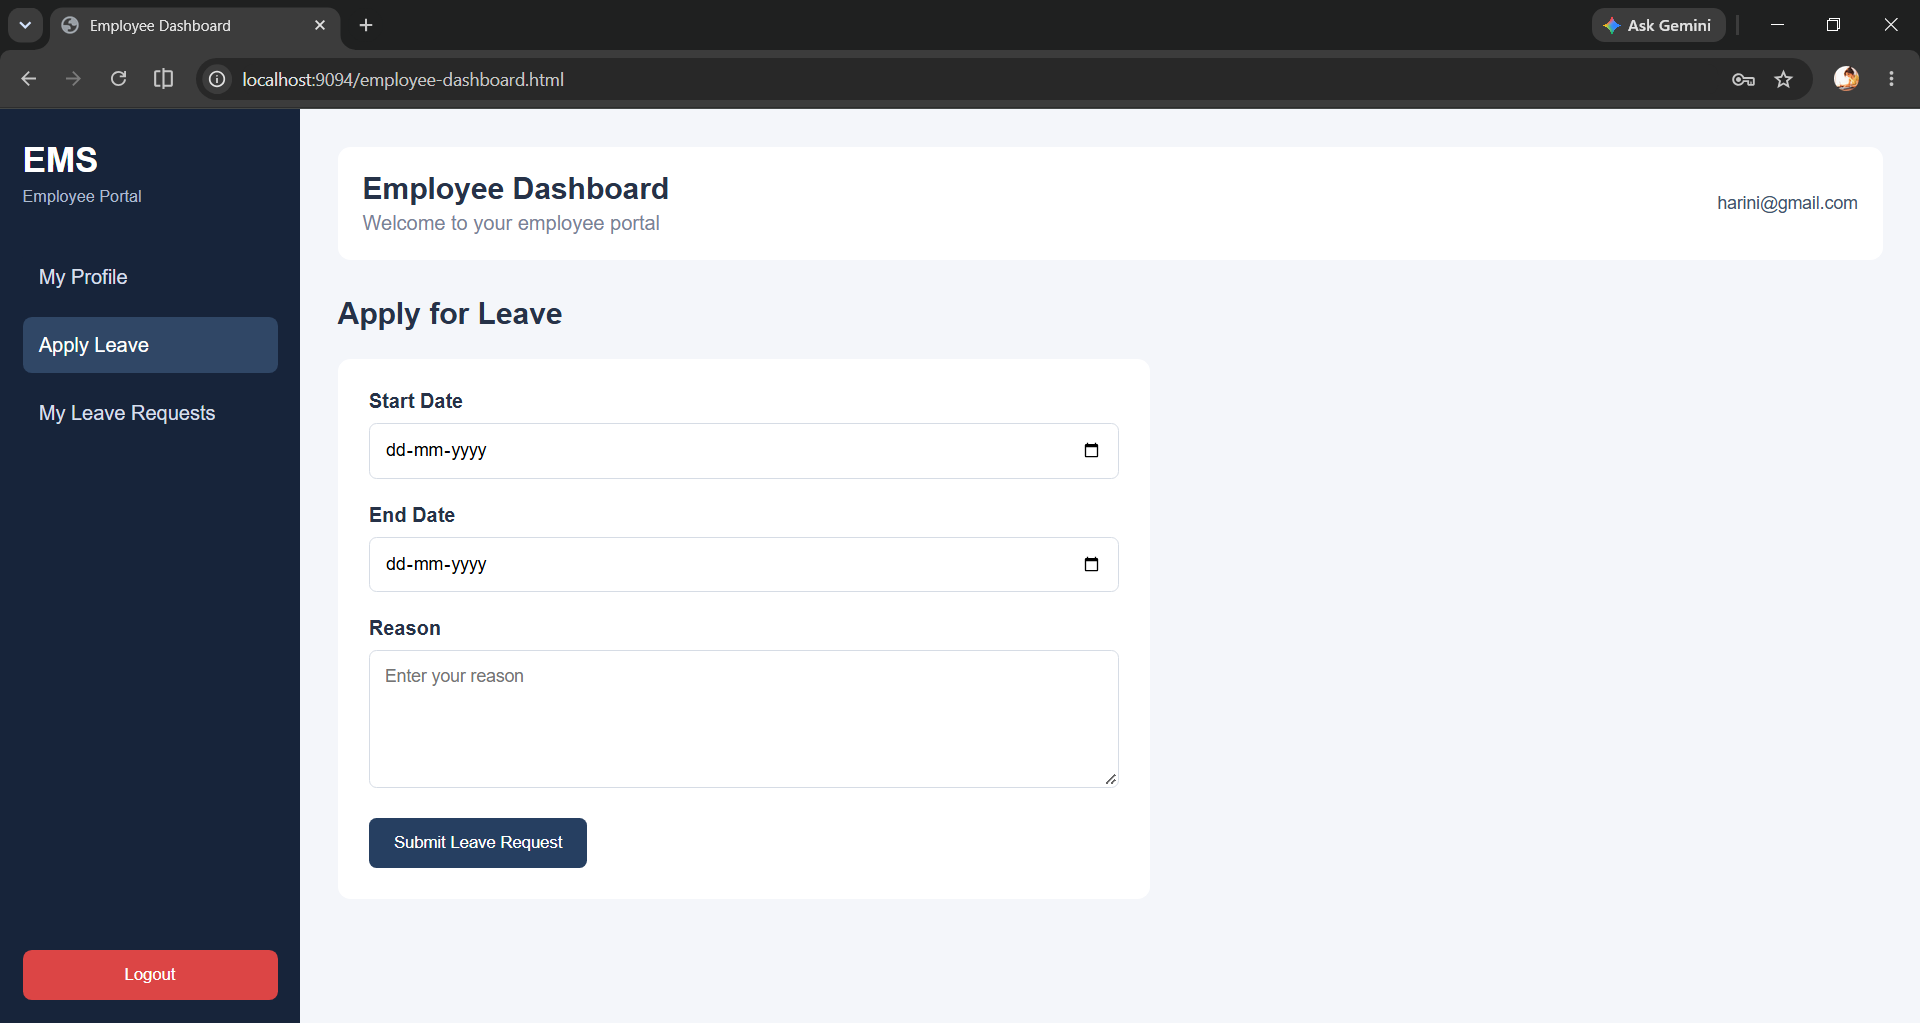 Employee Dashboard
Ask Gemini
localhost:9094/employee-dashboard.html
EMS
Employee Portal
My Profile
Apply Leave
My Leave Requests
Logout
Employee Dashboard
Welcome to your employee portal
harini@gmail.com
Apply for Leave
Start Date
dd-mm-yyyy
End Date
dd-mm-yyyy
Reason
Enter your reason
Submit Leave Request